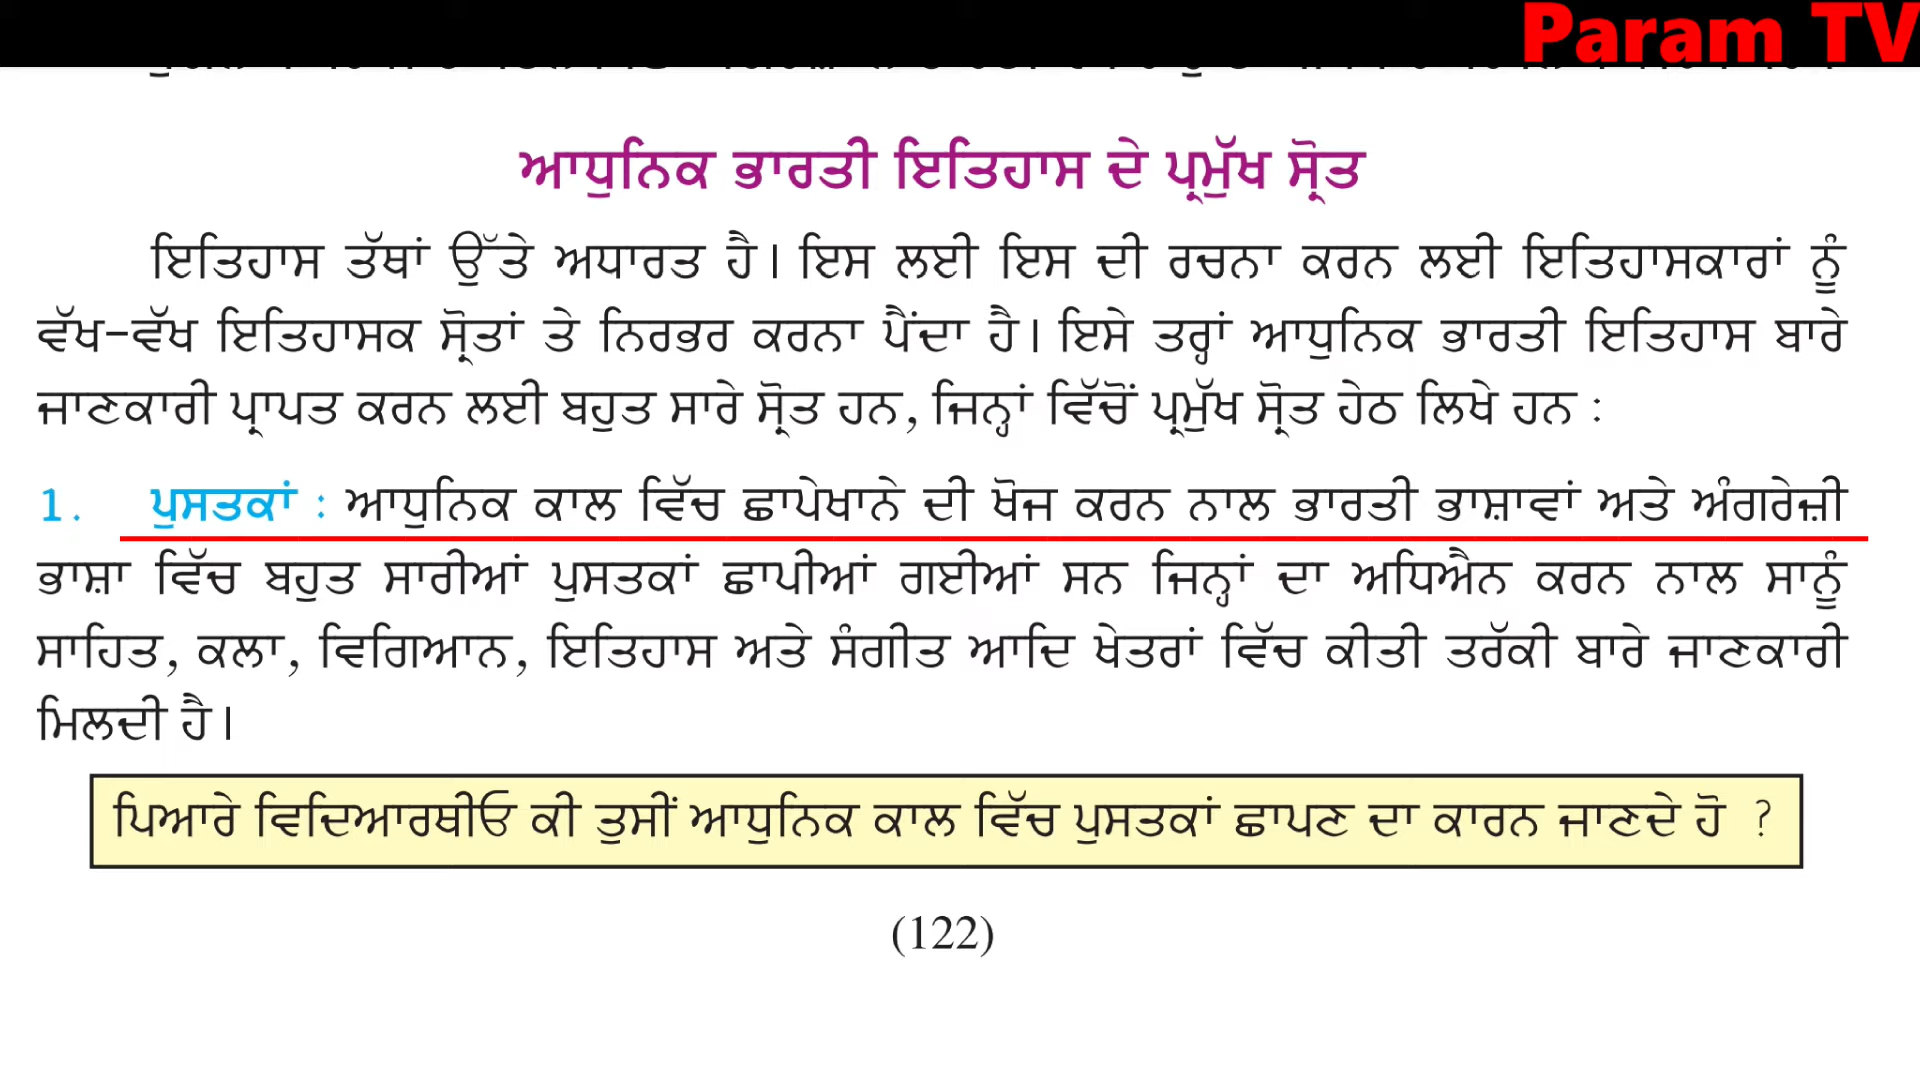 Param TV
ਆਧੁਨਿਕ ਭਾਰਤੀ ਇਤਿਹਾਸ ਦੇ ਪ੍ਰਮੁੱਖ ਸ੍ਰੋਤ
ਇਤਿਹਾਸ ਤੱਥਾਂ ਉੱਤੇ ਅਧਾਰਤ ਹੈ। ਇਸ ਲਈ ਇਸ ਦੀ ਰਚਨਾ ਕਰਨ ਲਈ ਇਤਿਹਾਸਕਾਰਾਂ ਨੂੰ
ਵੱਖ-ਵੱਖ ਇਤਿਹਾਸਕ ਸ੍ਰੋਤਾਂ ਤੇ ਨਿਰਭਰ ਕਰਨਾ ਪੈਂਦਾ ਹੈ। ਇਸੇ ਤਰ੍ਹਾਂ ਆਧੁਨਿਕ ਭਾਰਤੀ ਇਤਿਹਾਸ ਬਾਰੇ
ਜਾਣਕਾਰੀ ਪ੍ਰਾਪਤ ਕਰਨ ਲਈ ਬਹੁਤ ਸਾਰੇ ਸ੍ਰੋਤ ਹਨ, ਜਿਨ੍ਹਾਂ ਵਿੱਚੋਂ ਪ੍ਰਮੁੱਖ ਸ੍ਰੋਤ ਹੇਠ ਲਿਖੇ ਹਨ :
1. ਪੁਸਤਕਾਂ : ਆਧੁਨਿਕ ਕਾਲ ਵਿੱਚ ਛਾਪੇਖਾਨੇ ਦੀ ਖੋਜ ਕਰਨ ਨਾਲ ਭਾਰਤੀ ਭਾਸ਼ਾਵਾਂ ਅਤੇ ਅੰਗਰੇਜ਼ੀ
ਭਾਸ਼ਾ ਵਿੱਚ ਬਹੁਤ ਸਾਰੀਆਂ ਪੁਸਤਕਾਂ ਛਾਪੀਆਂ ਗਈਆਂ ਸਨ ਜਿਨ੍ਹਾਂ ਦਾ ਅਧਿਐਨ ਕਰਨ ਨਾਲ ਸਾਨੂੰ
ਸਾਹਿਤ, ਕਲਾ, ਵਿਗਿਆਨ, ਇਤਿਹਾਸ ਅਤੇ ਸੰਗੀਤ ਆਦਿ ਖੇਤਰਾਂ ਵਿੱਚ ਕੀਤੀ ਤਰੱਕੀ ਬਾਰੇ ਜਾਣਕਾਰੀ
ਮਿਲਦੀ ਹੈ।
ਪਿਆਰੇ ਵਿਦਿਆਰਥੀਓ ਕੀ ਤੁਸੀਂ ਆਧੁਨਿਕ ਕਾਲ ਵਿੱਚ ਪੁਸਤਕਾਂ ਛਾਪਣ ਦਾ ਕਾਰਨ ਜਾਣਦੇ ਹੋ ?
(122)